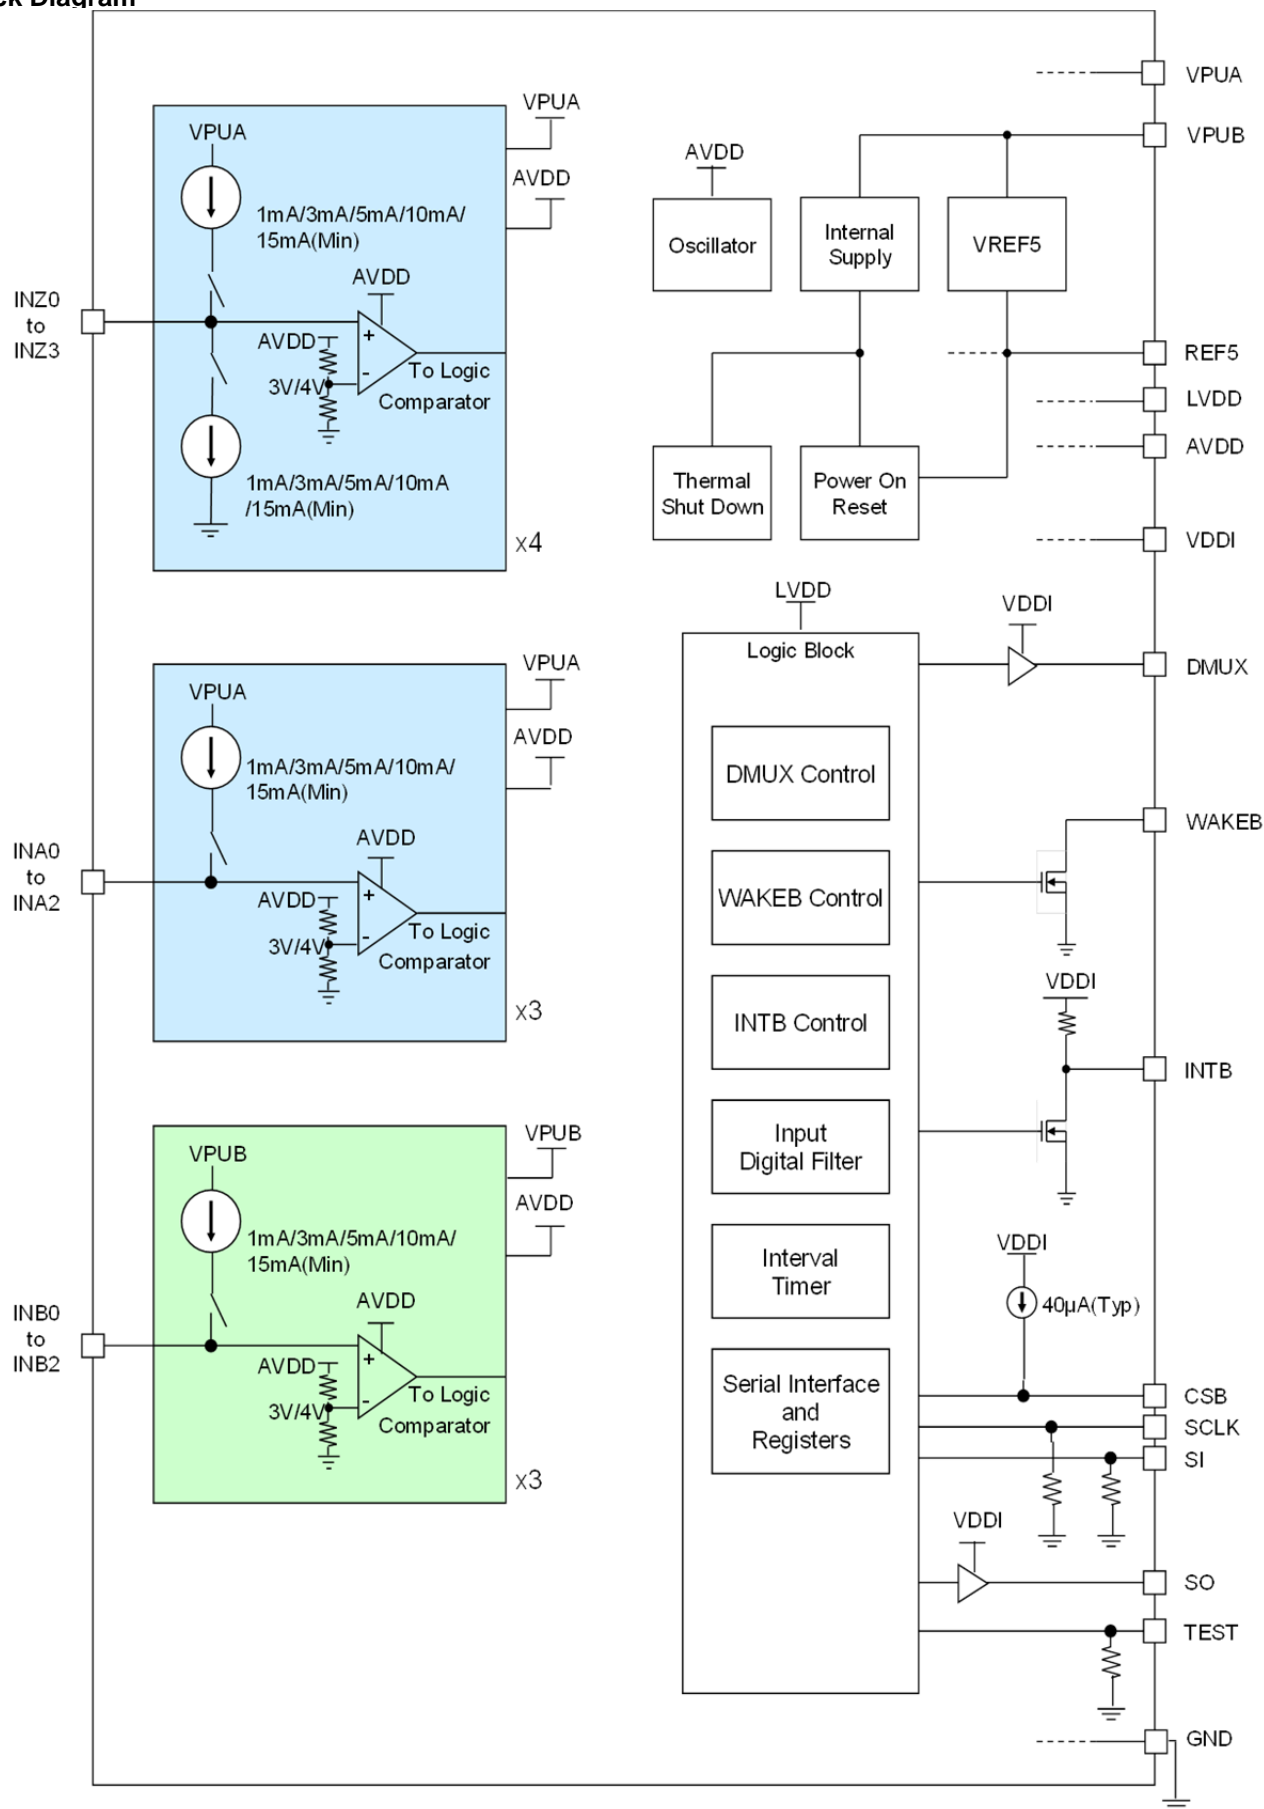 ck Diagram
VPUA
VPUA
1mA/3mA/5mA/10mA/
15mA(Min)
AVDD
AVDD
INZ0
to
INZ3
AVDD
3V/4V
+
-
To Logic
Comparator
1mA/3mA/5mA/10mA
/15mA(Min)
x4
VPUA
AVDD
VPUA
1mA/3mA/5mA/10mA/
15mA(Min)
AVDD
INA0
to
INA2
AVDD
3V/4V
+
-
To Logic
Comparator
x3
VPUB
AVDD
VPUB
1mA/3mA/5mA/10mA/
15mA(Min)
AVDD
INB0
to
INB2
AVDD
3V/4V
+
-
To Logic
Comparator
x3
AVDD
Oscillator
Internal
Supply
VREF5
Thermal
Shut Down
Power On
Reset
LVDD
Logic Block
DMUX Control
WAKEB Control
INTB Control
Input
Digital Filter
Interval
Timer
Serial Interface
and
Registers
VDDI
VDDI
VDDI
40μA(Typ)
VDDI
VPUA
VPUB
REF5
LVDD
AVDD
VDDI
DMUX
WAKEB
INTB
CSB
SCLK
SI
SO
TEST
GND